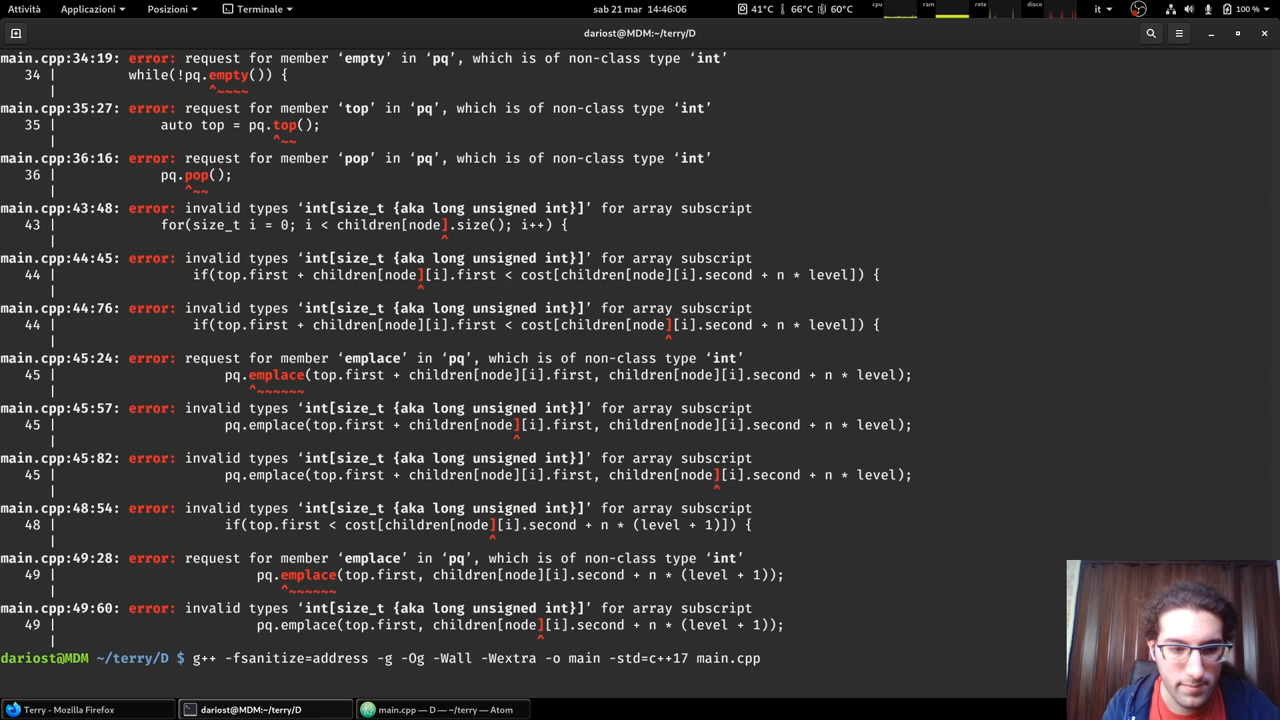 Attività Applicazioni Posizioni Terminale sab 21 mar 14:46:06 41°C 66°C 60°C cpu ram rete disco it 100 %
dariost@MDM:~/terry/D
main.cpp:34:19: error: request for member ‘empty’ in ‘pq’, which is of non-class type ‘int’
34 | while(!pq.empty()) {
| ^~~~~
main.cpp:35:27: error: request for member ‘top’ in ‘pq’, which is of non-class type ‘int’
35 | auto top = pq.top();
| ^~~
main.cpp:36:16: error: request for member ‘pop’ in ‘pq’, which is of non-class type ‘int’
36 | pq.pop();
| ^~~
main.cpp:43:48: error: invalid types ‘int[size_t {aka long unsigned int}]’ for array subscript
43 | for(size_t i = 0; i < children[node].size(); i++) {
| ^
main.cpp:44:45: error: invalid types ‘int[size_t {aka long unsigned int}]’ for array subscript
44 | if(top.first + children[node][i].first < cost[children[node][i].second + n * level]) {
| ^
main.cpp:44:76: error: invalid types ‘int[size_t {aka long unsigned int}]’ for array subscript
44 | if(top.first + children[node][i].first < cost[children[node][i].second + n * level]) {
| ^
main.cpp:45:24: error: request for member ‘emplace’ in ‘pq’, which is of non-class type ‘int’
45 | pq.emplace(top.first + children[node][i].first, children[node][i].second + n * level);
| ^~~~~~~
main.cpp:45:57: error: invalid types ‘int[size_t {aka long unsigned int}]’ for array subscript
45 | pq.emplace(top.first + children[node][i].first, children[node][i].second + n * level);
| ^
main.cpp:45:82: error: invalid types ‘int[size_t {aka long unsigned int}]’ for array subscript
45 | pq.emplace(top.first + children[node][i].first, children[node][i].second + n * level);
| ^
main.cpp:48:54: error: invalid types ‘int[size_t {aka long unsigned int}]’ for array subscript
48 | if(top.first < cost[children[node][i].second + n * (level + 1)]) {
| ^
main.cpp:49:28: error: request for member ‘emplace’ in ‘pq’, which is of non-class type ‘int’
49 | pq.emplace(top.first, children[node][i].second + n * (level + 1));
| ^~~~~~~
main.cpp:49:60: error: invalid types ‘int[size_t {aka long unsigned int}]’ for array subscript
49 | pq.emplace(top.first, children[node][i].second + n * (level + 1));
| ^
dariost@MDM ~/terry/D $ g++ -fsanitize=address -g -Og -Wall -Wextra -o main -std=c++17 main.cpp
Terry - Mozilla Firefox dariost@MDM:~/terry/D main.cpp — D — ~/terry — Atom